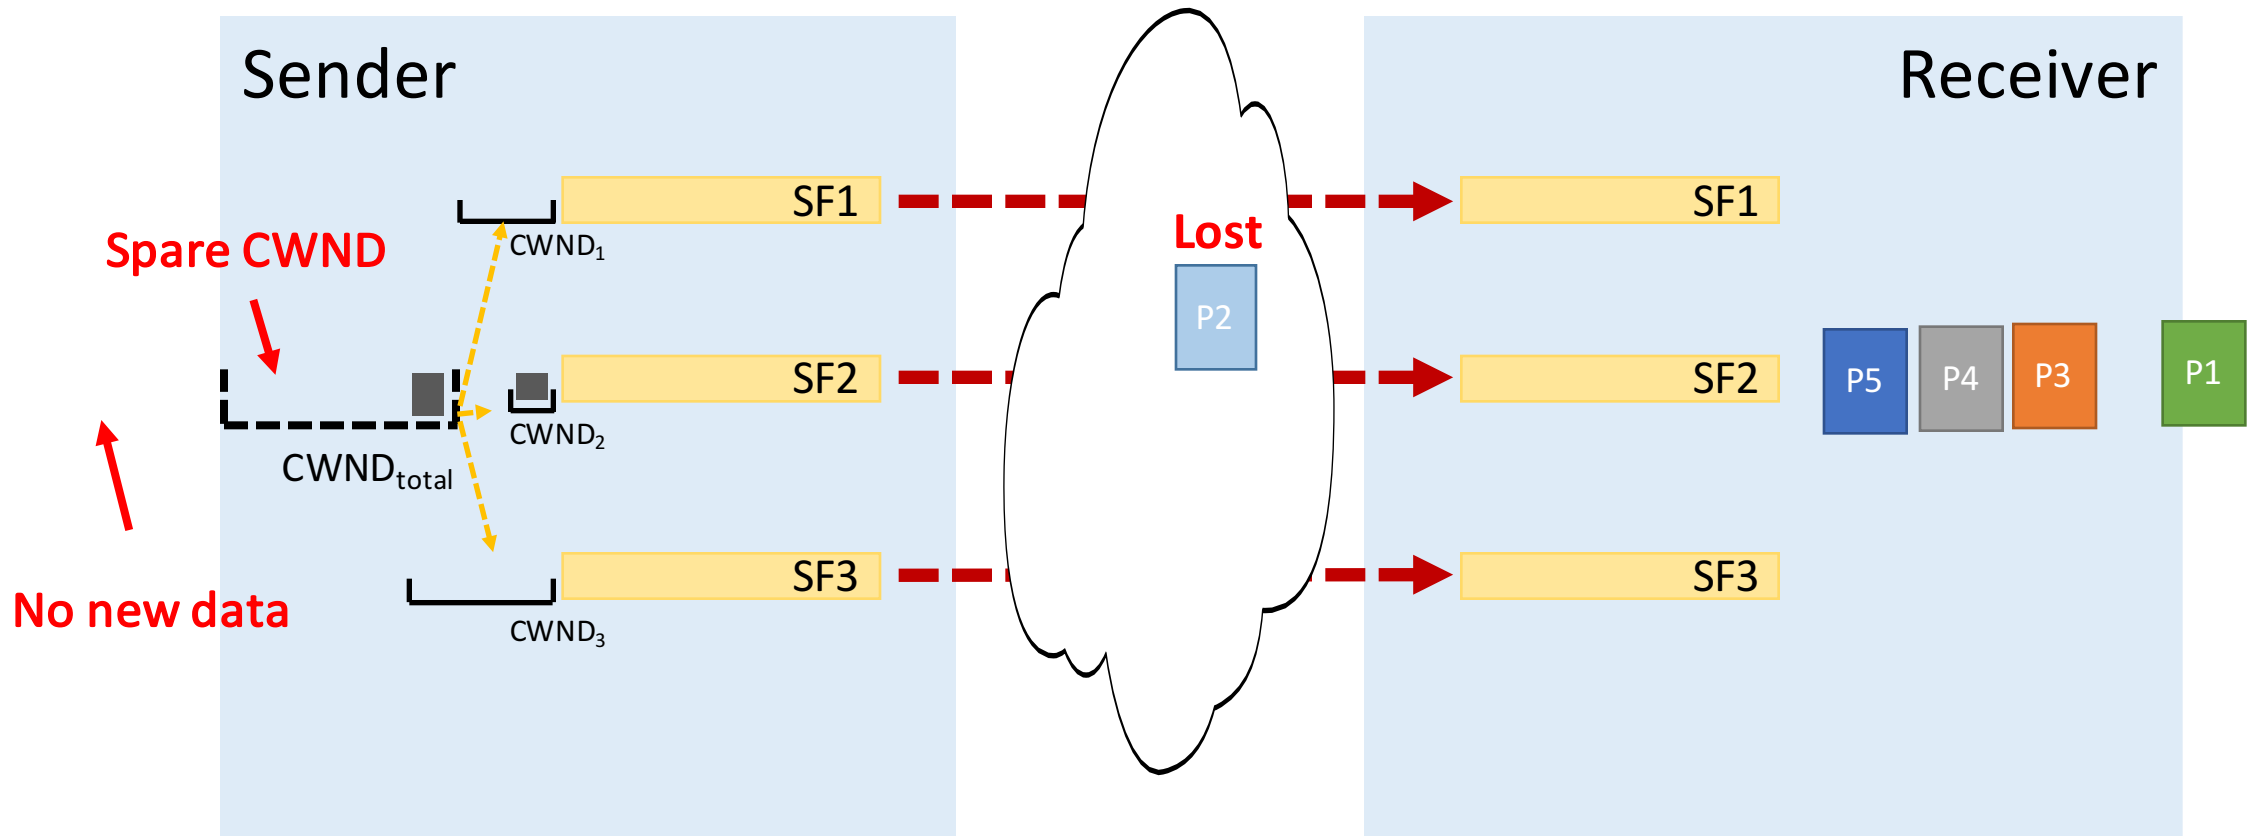 Sender
Receiver
SF1
SF1
CWND1
Lost
Spare CWND
P2
SF2
SF2
P5
P4
P3
P1
CWND2
CWNDtotal
SF3
SF3
No new data
CWND3